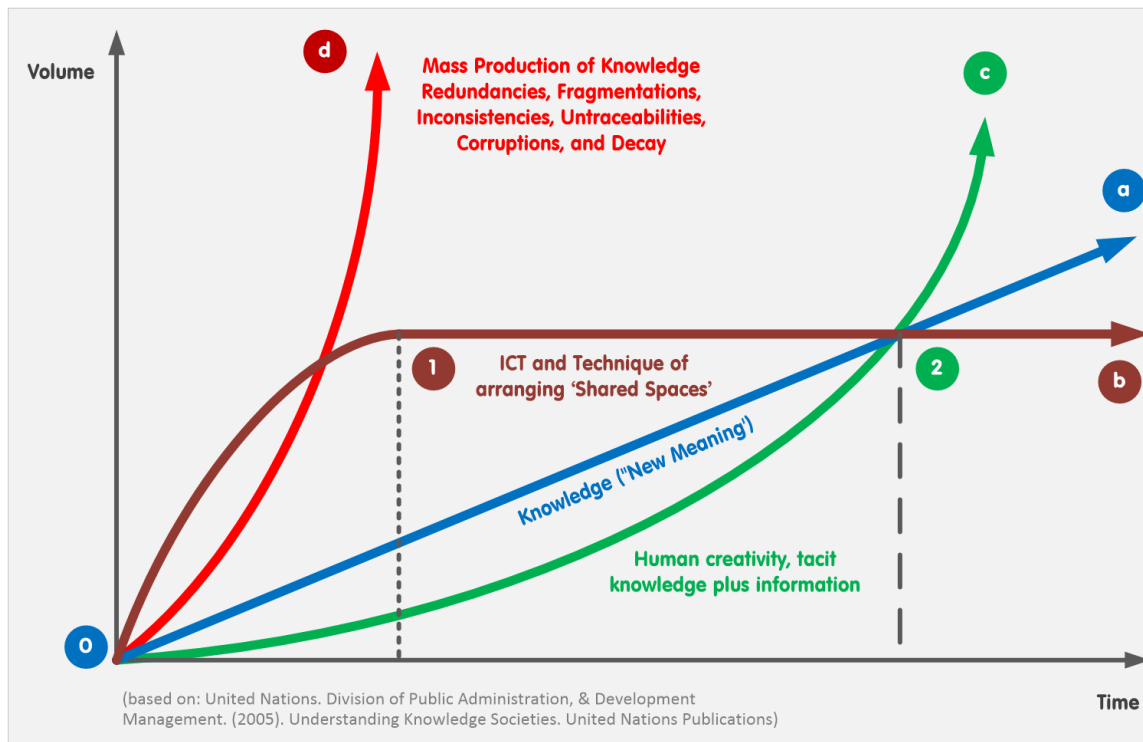 d
Volume
Mass Production of Knowledge
Redundancies, Fragmentations,
Inconsistencies, Untraceabilities,
Corruptions, and Decay
c
a
1
ICT and Technique of
arranging ‘Shared Spaces’
2
b
Knowledge ("New Meaning')
Human creativity, tacit
knowledge plus information
0
(based on: United Nations. Division of Public Administration, & Development
Management. (2005). Understanding Knowledge Societies. United Nations Publications)
Time